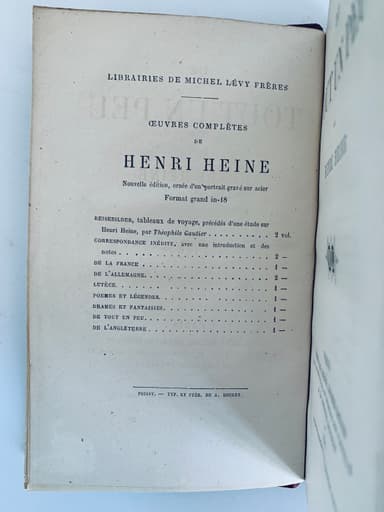 LIBRAIRIES DE MICHEL LÉVY FRÈRES
ŒUVRES COMPLÈTES
DE
HENRI HEINE
Nouvelle édition, ornée d'un portrait gravé sur acier
Format grand in-18
REISEBILDER, tableaux de voyage, précédés d'une étude sur
Henri Heine, par Théophile Gautier . . . . . . . . . . 2 vol.
CORRESPONDANCE INÉDITE, avec une introduction et des
notes . . . . . . . . . . 2 —
DE LA FRANCE . . . . . . . . . . 1 —
DE L'ALLEMAGNE . . . . . . . . . . 2 —
LUTÈCE . . . . . . . . . . 1 —
POEMES ET LÉGENDES . . . . . . . . . . 1 —
DRAMES ET FANTAISIES . . . . . . . . . . 1 —
DE TOUT UN PEU . . . . . . . . . . 1 —
DE L'ANGLETERRE . . . . . . . . . . 1 —
POISSY. — TYP. ET STÉR. DE A. BOURET